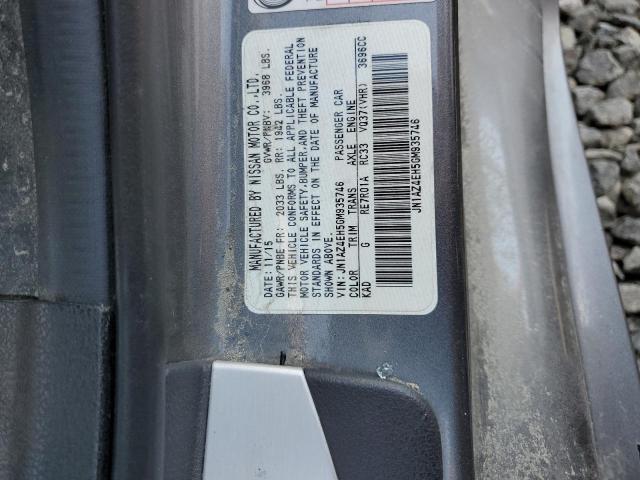 MANUFACTURED BY NISSAN MOTOR CO.,LTD.
DATE: 11/15 GVWR/PNBV: 3968 LBS.
GAWR/PNBE-FR: 2033 LBS. RR: 1942 LBS.
THIS VEHICLE CONFORMS TO ALL APPLICABLE FEDERAL
MOTOR VEHICLE SAFETY,BUMPER,AND THEFT PREVENTION
STANDARDS IN EFFECT ON THE DATE OF MANUFACTURE
SHOWN ABOVE.
VIN: JN1AZ4EH5GM935746 PASSENGER CAR
COLOR TRIM TRANS AXLE ENGINE
KAD G RE7R01A RC33 VQ37(VHR) 3696CC
JN1AZ4EH5GM935746